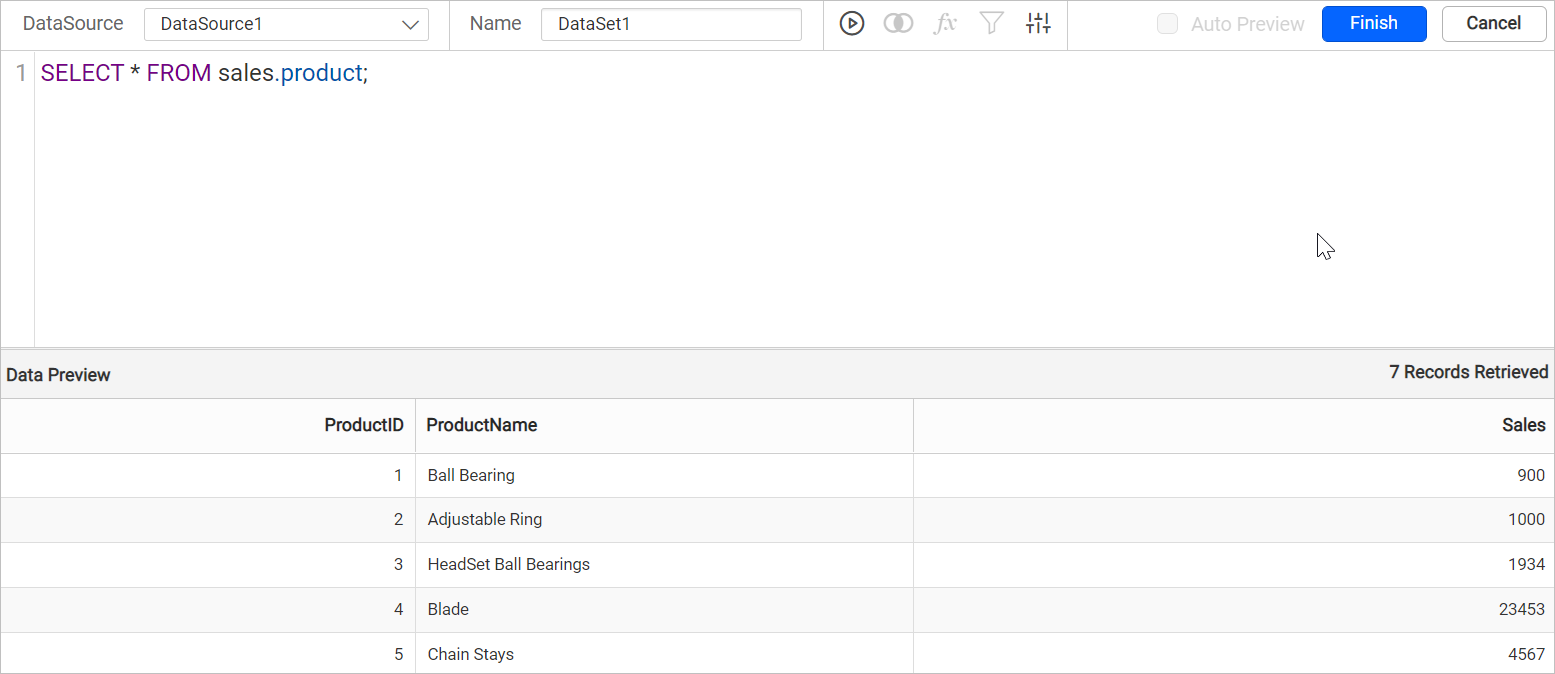 DataSource DataSource1 Name DataSet1 fx Auto Preview Finish Cancel
1 SELECT * FROM sales.product;
Data Preview 7 Records Retrieved
ProductID ProductName Sales
1 Ball Bearing 900
2 Adjustable Ring 1000
3 HeadSet Ball Bearings 1934
4 Blade 23453
5 Chain Stays 4567